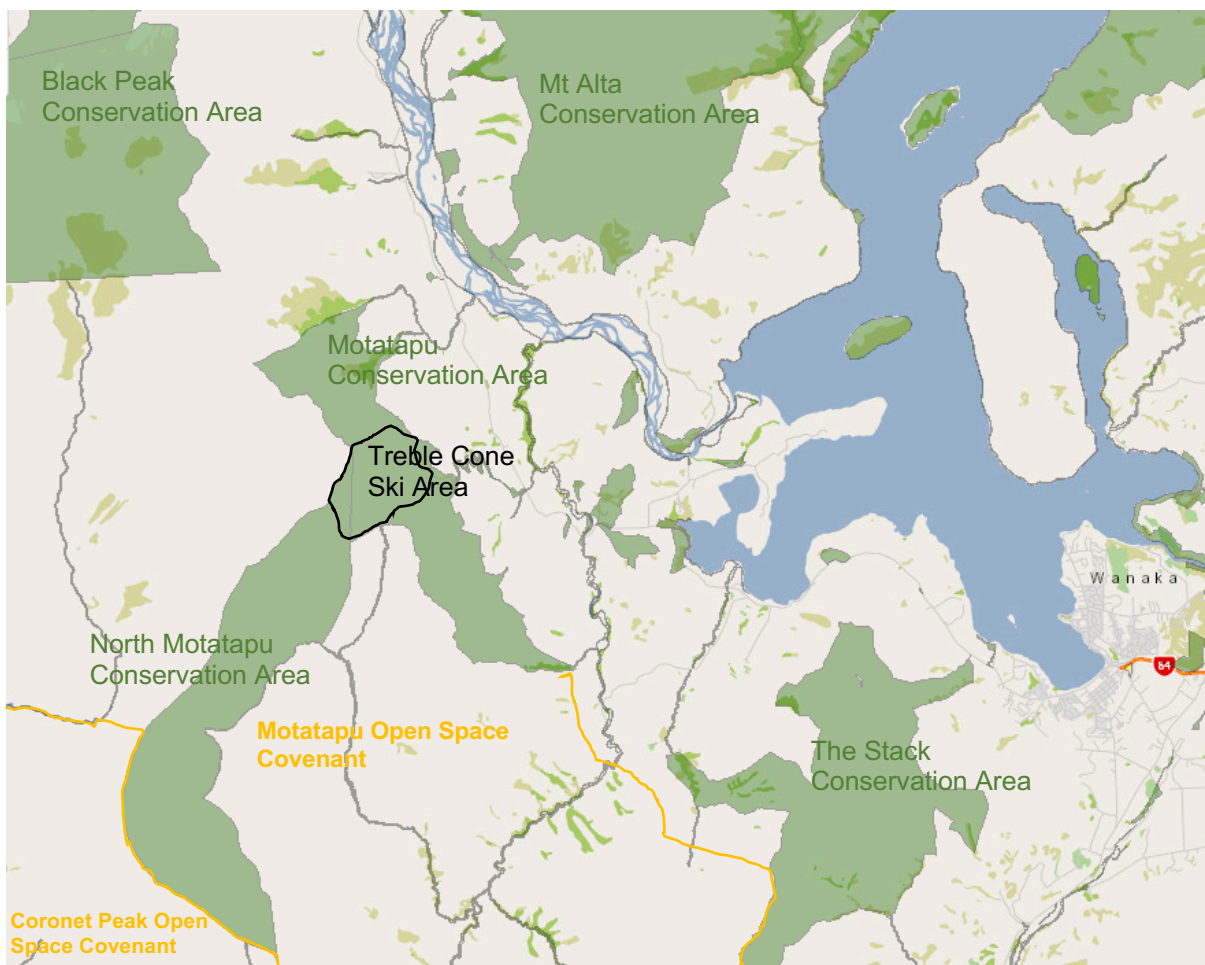 Black Peak
Conservation Area
Mt Alta
Conservation Area
Motatapu
Conservation Area
Treble Cone
Ski Area
Wanaka
North Motatapu
Conservation Area
Motatapu Open Space
Covenant
The Stack
Conservation Area
Coronet Peak Open
Space Covenant